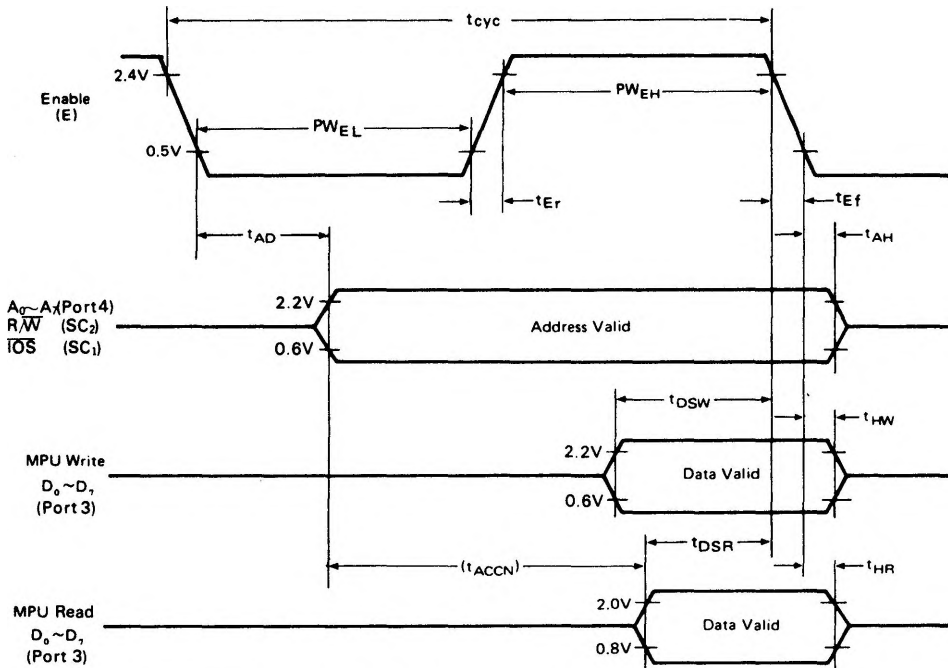 tcyc
2.4V
PWEH
Enable
(E)
PWEL
0.5V
tEr
tEf
tAD
tAH
A0~A7(Port4)
2.2V
R/W̅ (SC2)
Address Valid
I̅O̅S̅ (SC1)
0.6V
tDSW
tHW
MPU Write
2.2V
D0~D7
Data Valid
(Port 3)
0.6V
tDSR
(tACCN)
tHR
MPU Read
2.0V
D0~D7
Data Valid
(Port 3)
0.8V